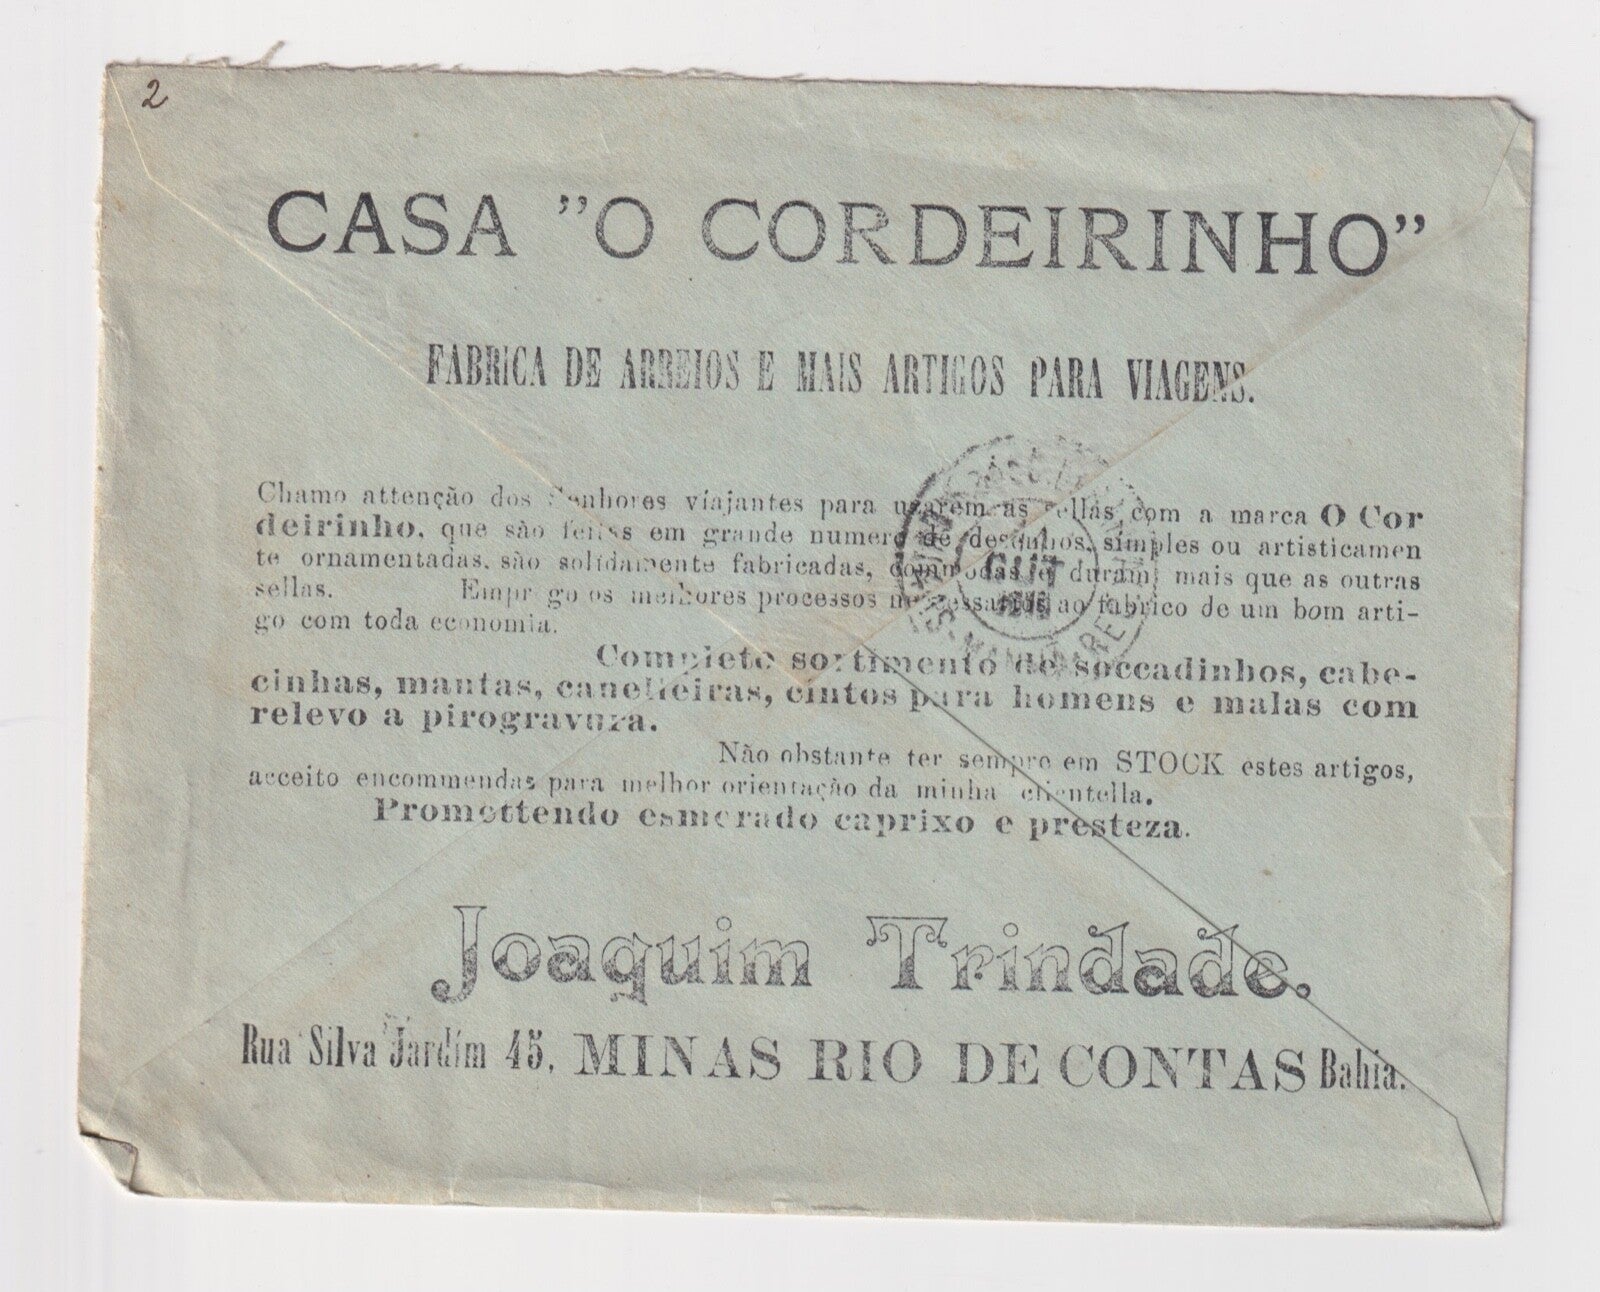 2
CASA "O CORDEIRINHO"
FABRICA DE ARREIOS E MAIS ARTIGOS PARA VIAGENS.
Chamo attenção dos Senhores viajantes para usarem as sellas com a marca O Cor
deirinho, que são feitas em grande numero de desenhos, simples ou artisticamen
te ornamentadas, são solidamente fabricadas, commodas e duram mais que as outras
sellas. Emprego os melhores processos necessarios ao fabrico de um bom arti-
go com toda economia.
Completo sortimento de soccadinhos, cabe-
cinhas, mantas, canelleiras, cintos para homens e malas com
relevo a pirogravura.
Não obstante ter sempre em STOCK estes artigos,
acceito encommendas para melhor orientação da minha clientella.
Promettendo esmerado caprixo e presteza.
Joaquim Trindade.
Rua Silva Jardim 45, MINAS RIO DE CONTAS Bahia.